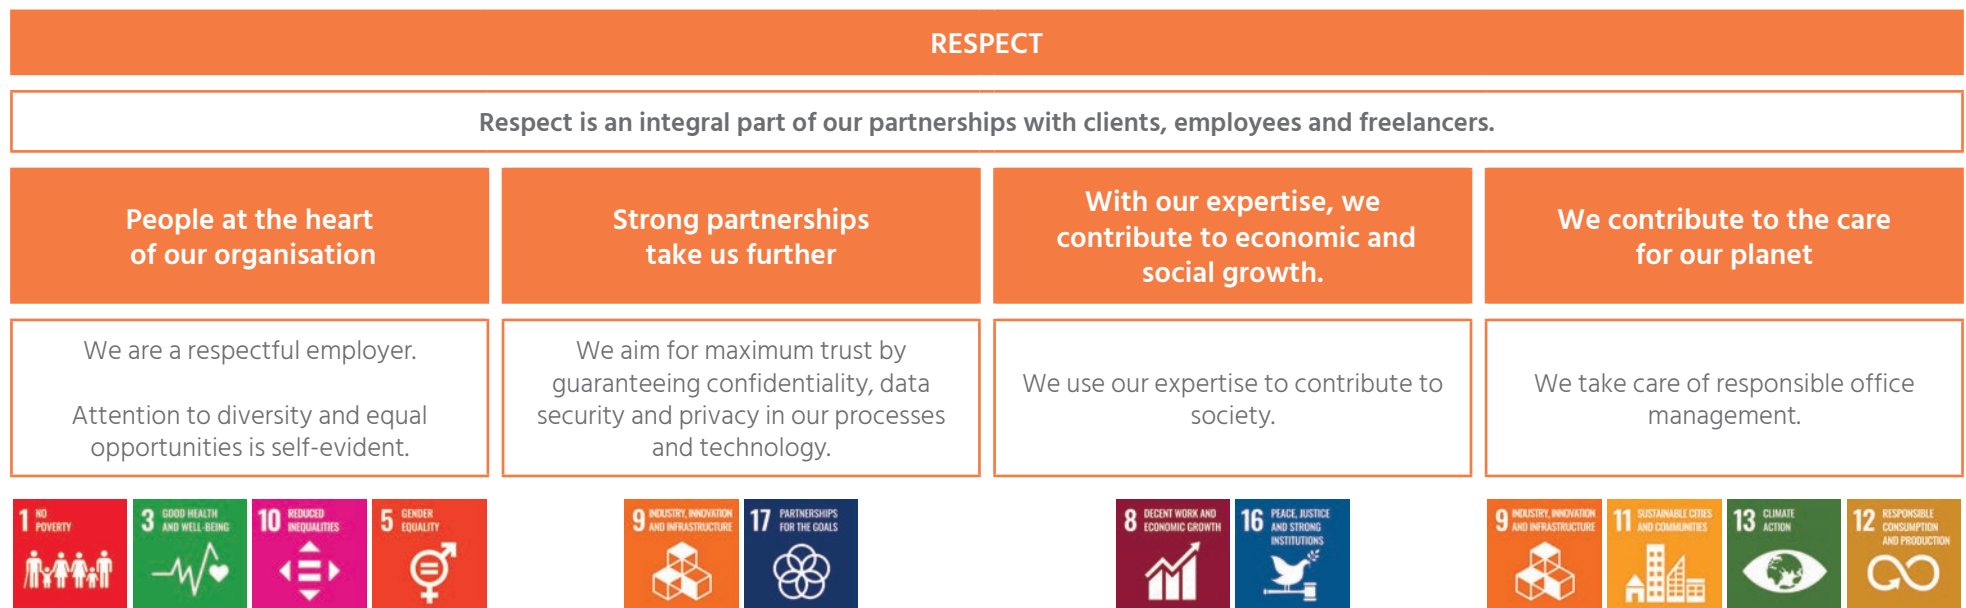 RESPECT
Respect is an integral part of our partnerships with clients, employees and freelancers.
People at the heart
of our organisation
Strong partnerships
take us further
With our expertise, we
contribute to economic and
social growth.
We contribute to the care
for our planet
We are a respectful employer.
Attention to diversity and equal
opportunities is self-evident.
We aim for maximum trust by
guaranteeing confidentiality, data
security and privacy in our processes
and technology.
We use our expertise to contribute to
society.
We take care of responsible office
management.
1 NO
POVERTY
3 GOOD HEALTH
AND WELL-BEING
10 REDUCED
INEQUALITIES
5 GENDER
EQUALITY
9 INDUSTRY, INNOVATION
AND INFRASTRUCTURE
17 PARTNERSHIPS
FOR THE GOALS
8 DECENT WORK AND
ECONOMIC GROWTH
16 PEACE, JUSTICE
AND STRONG
INSTITUTIONS
9 INDUSTRY, INNOVATION
AND INFRASTRUCTURE
11 SUSTAINABLE CITIES
AND COMMUNITIES
13 CLIMATE
ACTION
12 RESPONSIBLE
CONSUMPTION
AND PRODUCTION